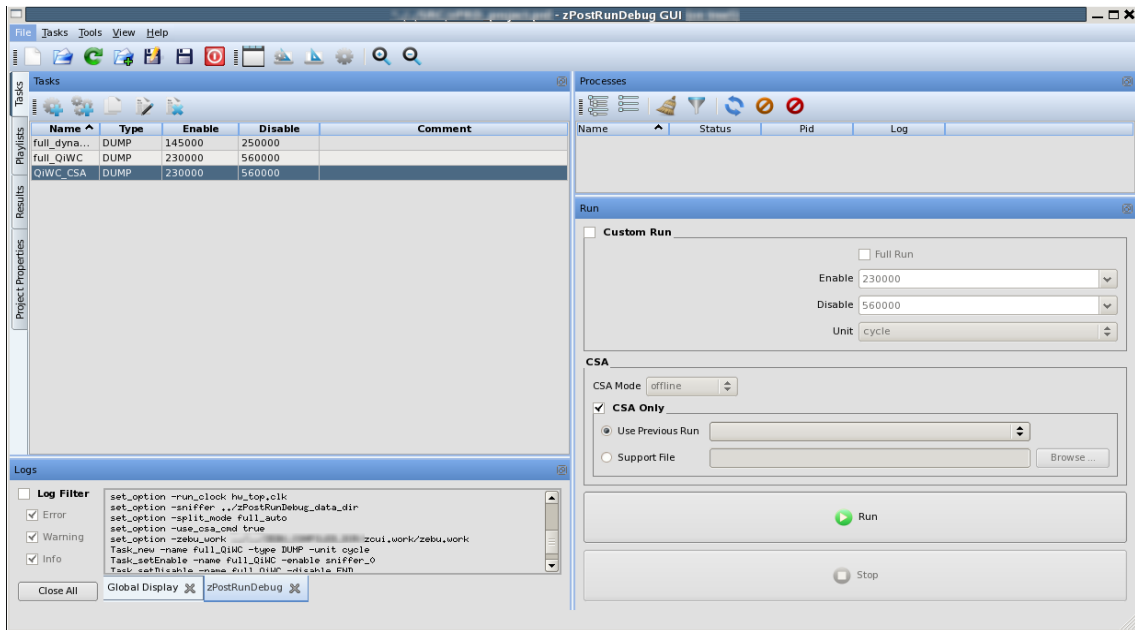 - zPostRunDebug GUI
File Tasks Tools View Help
Tasks
Playlists
Results
Project Properties
Tasks
Name Type Enable Disable Comment
full_dyna... DUMP 145000 250000
full_QiWC DUMP 230000 560000
QiWC_CSA DUMP 230000 560000
Processes
Name Status Pid Log
Run
Custom Run
Full Run
Enable 230000
Disable 560000
Unit cycle
CSA
CSA Mode offline
CSA Only
Use Previous Run
Support File Browse ...
Run
Stop
Logs
Log Filter
Error
Warning
Info
Close All
set_option -run_clock hw_top.clk
set_option -sniffer ../zPostRunDebug_data_dir
set_option -split_mode full_auto
set_option -use_csa_cmd true
set_option -zebu_work zcui.work/zebu.work
Task_new -name full_QiWC -type DUMP -unit cycle
Task_setEnable -name full_QiWC -enable sniffer_0
Task_setDisable -name full_QiWC -disable END
Global Display zPostRunDebug